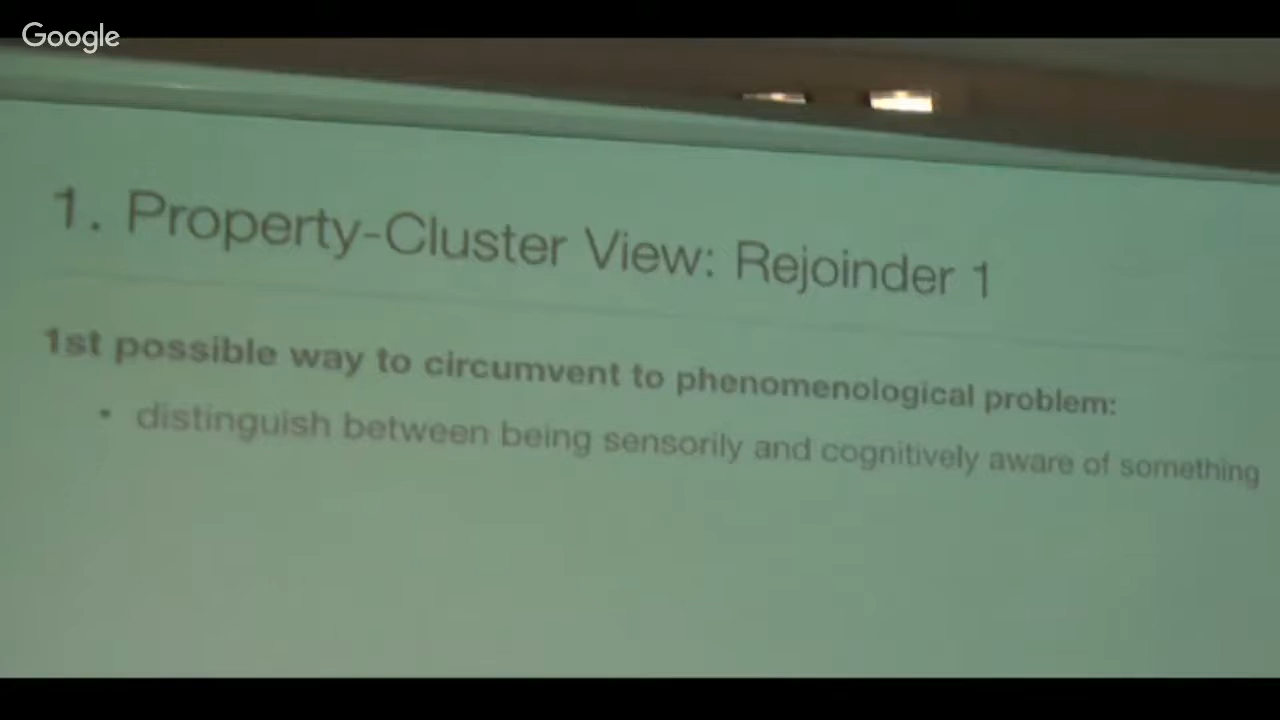 Google
1. Property-Cluster View: Rejoinder 1
1st possible way to circumvent to phenomenological problem:
• distinguish between being sensorily and cognitively aware of something